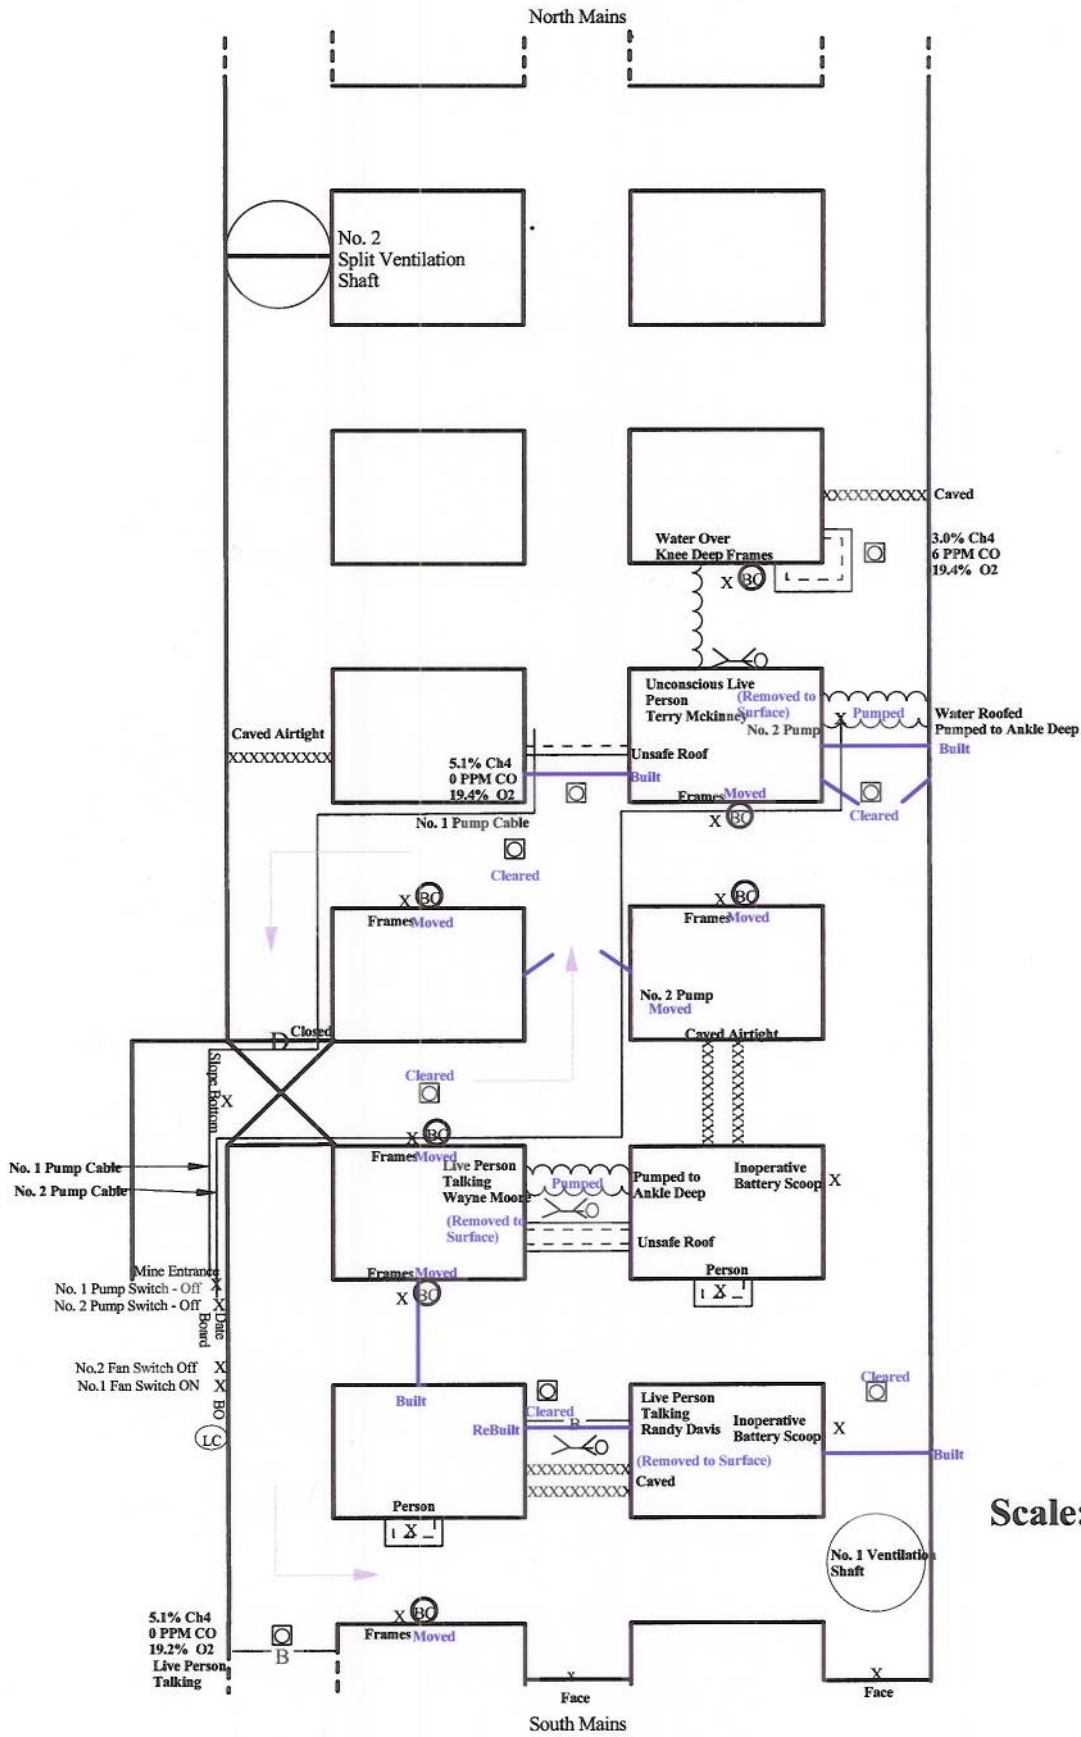 North Mains
No. 2
Split Ventilation
Shaft
XXXXXXXXXX Caved
Water Over
Knee Deep Frames
3.0% Ch4
6 PPM CO
19.4% O2
X BO
Unconscious Live
Person
Terry Mckinney
(Removed to
Surface)
No. 2 Pump
X
Pumped
Water Roofed
Pumped to Ankle Deep
Built
Caved Airtight
XXXXXXXXXX
5.1% Ch4
0 PPM CO
19.4% O2
Unsafe Roof
Built
Frames Moved
X BO
Cleared
No. 1 Pump Cable
Cleared
X BO
Frames Moved
X BO
Frames Moved
No. 2 Pump
Moved
D Closed
Caved Airtight
Slope Bottom
X
Cleared
X BO
Frames Moved
No. 1 Pump Cable
No. 2 Pump Cable
Live Person
Talking
Wayne Moore
(Removed to
Surface)
Pumped
Pumped to
Ankle Deep
Unsafe Roof
Inoperative
Battery Scoop X
Person
X
Frames Moved
X BO
Mine Entrance
No. 1 Pump Switch - Off X
No. 2 Pump Switch - Off X
Date
Board
No.2 Fan Switch Off X
No.1 Fan Switch ON X
BO
LC
Built
Cleared
ReBuilt
B
Live Person
Talking
Randy Davis
(Removed to Surface)
Inoperative
Battery Scoop X
Cleared
Built
XXXXXXXXXX
XXXXXXXXXX
Caved
Person
X
Scale:
No. 1 Ventilation
Shaft
5.1% Ch4
0 PPM CO
19.2% O2
Live Person
Talking
B
X BO
Frames Moved
X
Face
X
Face
South Mains